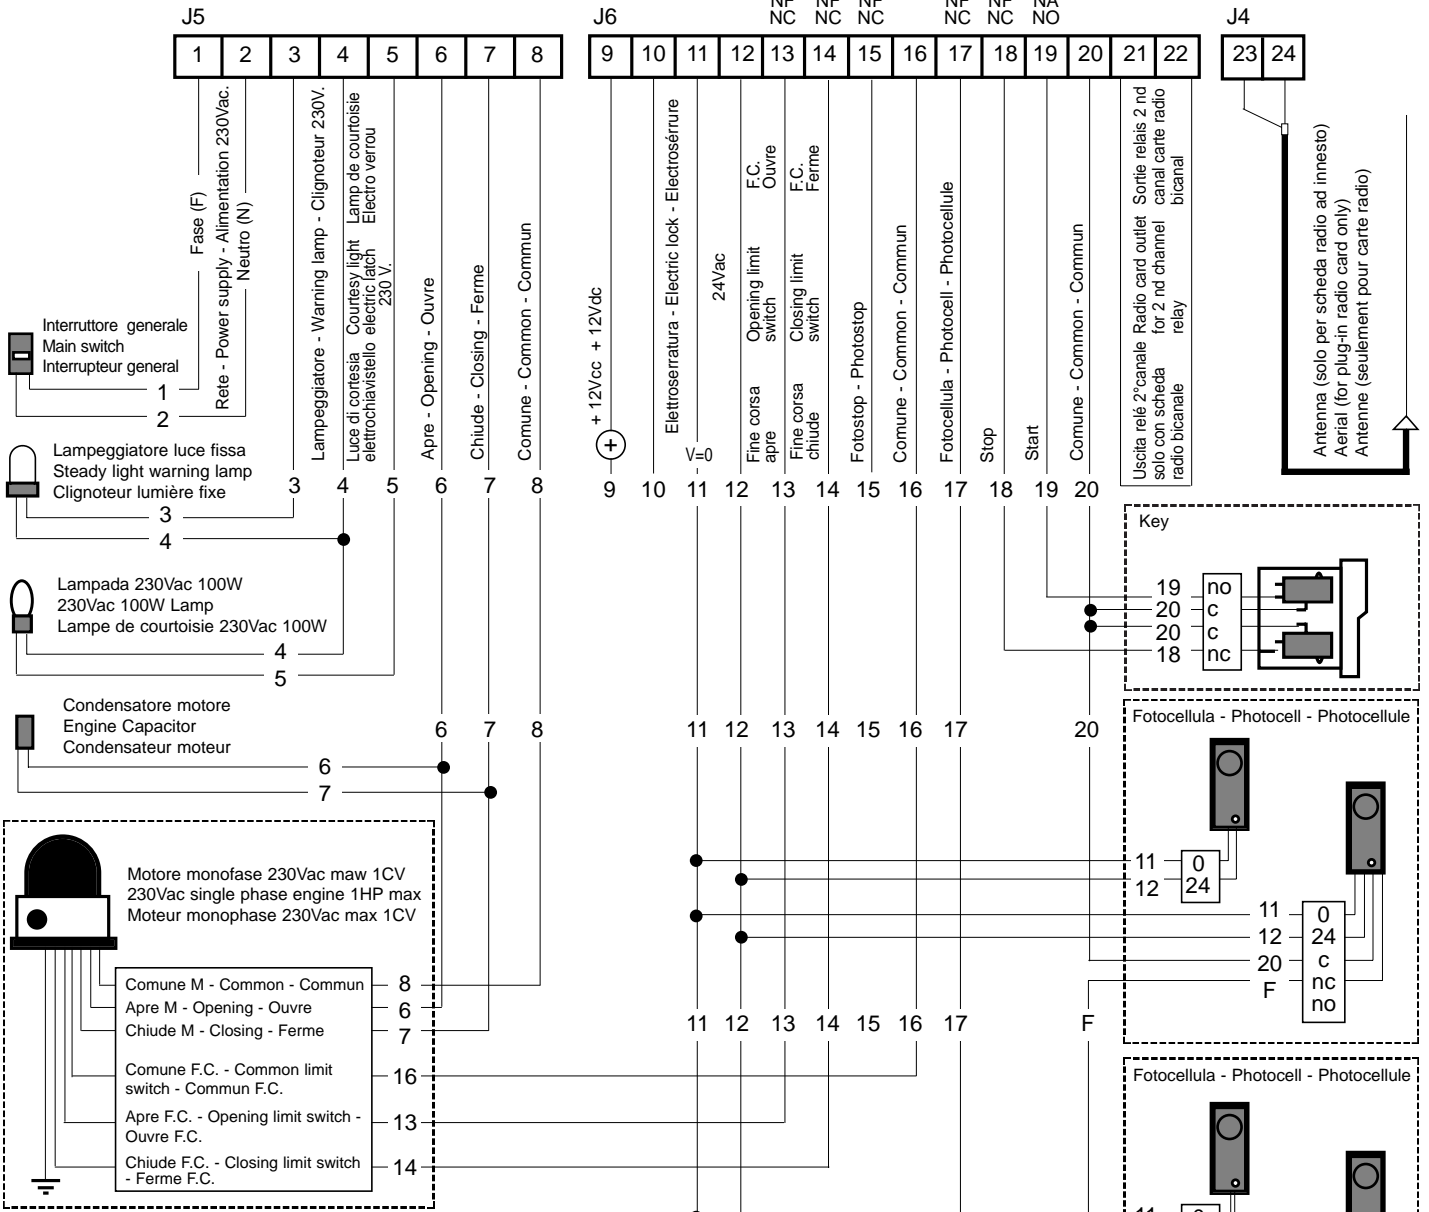 J5
J6
NC NC NC NC NC NO
J4
1 2 3 4 5 6 7 8
9 10 11 12 13 14 15 16 17 18 19 20 21 22
23 24
Fase (F)
Rete - Power supply - Alimentation 230Vac.
Neutro (N)
Lampeggiatore - Warning lamp - Clignoteur 230V.
Luce di cortesia Courtesy light Lamp de courtoisie
elettrochiavistello electric latch Electro verrou
230 V.
Apre - Opening - Ouvre
Chiude - Closing - Ferme
Comune - Common - Commun
+ 12Vcc + 12Vdc
+
Elettroserratura - Electric lock - Electrosérrure
V=0
24Vac
Fine corsa Opening limit F.C.
apre switch Ouvre
Fine corsa Closing limit F.C.
chiude switch Ferme
Fotostop - Photostop
Comune - Common - Commun
Fotocellula - Photocell - Photocellule
Stop
Start
Comune - Common - Commun
Uscita relé 2°canale Radio card outlet Sortie relais 2 nd
solo con scheda for 2 nd channel canal carte radio
radio bicanale relay bicanal
Antenna (solo per scheda radio ad innesto)
Aerial (for plug-in radio card only)
Antenne (seulement pour carte radio)
Interruttore generale
Main switch
Interrupteur general
1
2
Lampeggiatore luce fissa
Steady light warning lamp
Clignoteur lumière fixe
3 4 5 6 7 8
9 10 11 12 13 14 15 16 17 18 19 20
3
4
Key
Lampada 230Vac 100W
230Vac 100W Lamp
Lampe de courtoisie 230Vac 100W
4
5
19 no
20 c
20 c
18 nc
Condensatore motore
Engine Capacitor
Condensateur moteur
6
7
6 7 8
11 12 13 14 15 16 17 20
Fotocellula - Photocell - Photocellule
11 0
12 24
11 0
12 24
20 c
F nc
no
Motore monofase 230Vac maw 1CV
230Vac single phase engine 1HP max
Moteur monophase 230Vac max 1CV
Comune M - Common - Commun 8
Apre M - Opening - Ouvre 6
Chiude M - Closing - Ferme 7
Comune F.C. - Common limit
switch - Commun F.C.
16
Apre F.C. - Opening limit switch -
Ouvre F.C.
13
Chiude F.C. - Closing limit switch
- Ferme F.C.
14
11 12 13 14 15 16 17 F
Fotocellula - Photocell - Photocellule